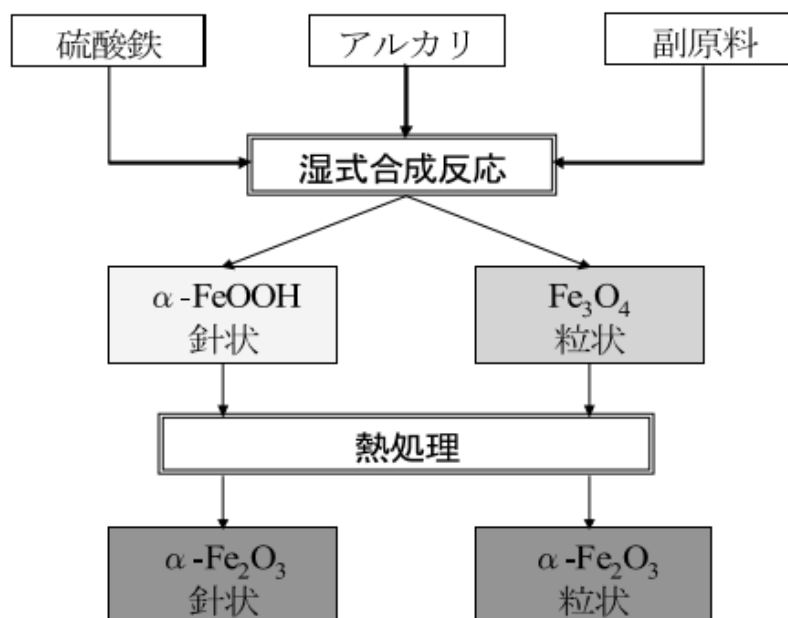 硫酸鉄
アルカリ
副原料
湿式合成反応
α-FeOOH
針状
Fe₃O₄
粒状
熱処理
α-Fe₂O₃
針状
α-Fe₂O₃
粒状